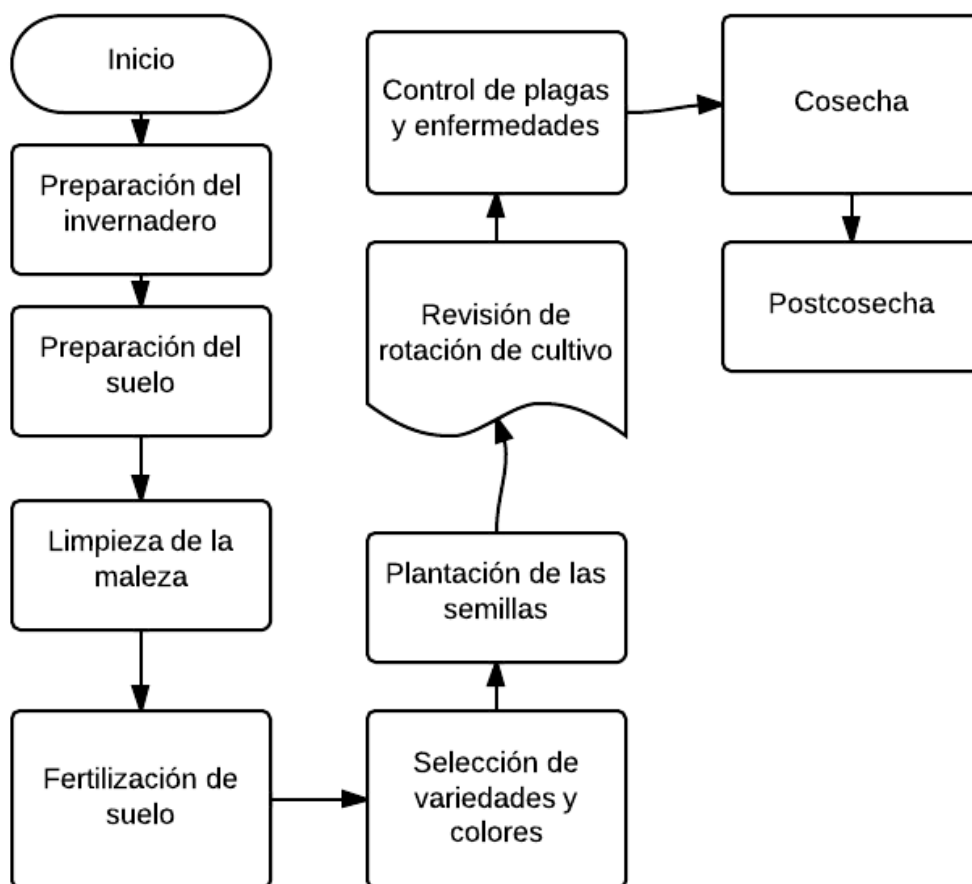 Inicio
Preparación del
invernadero
Preparación del
suelo
Limpieza de la
maleza
Fertilización de
suelo
Selección de
variedades y
colores
Plantación de las
semillas
Revisión de
rotación de cultivo
Control de plagas
y enfermedades
Cosecha
Postcosecha